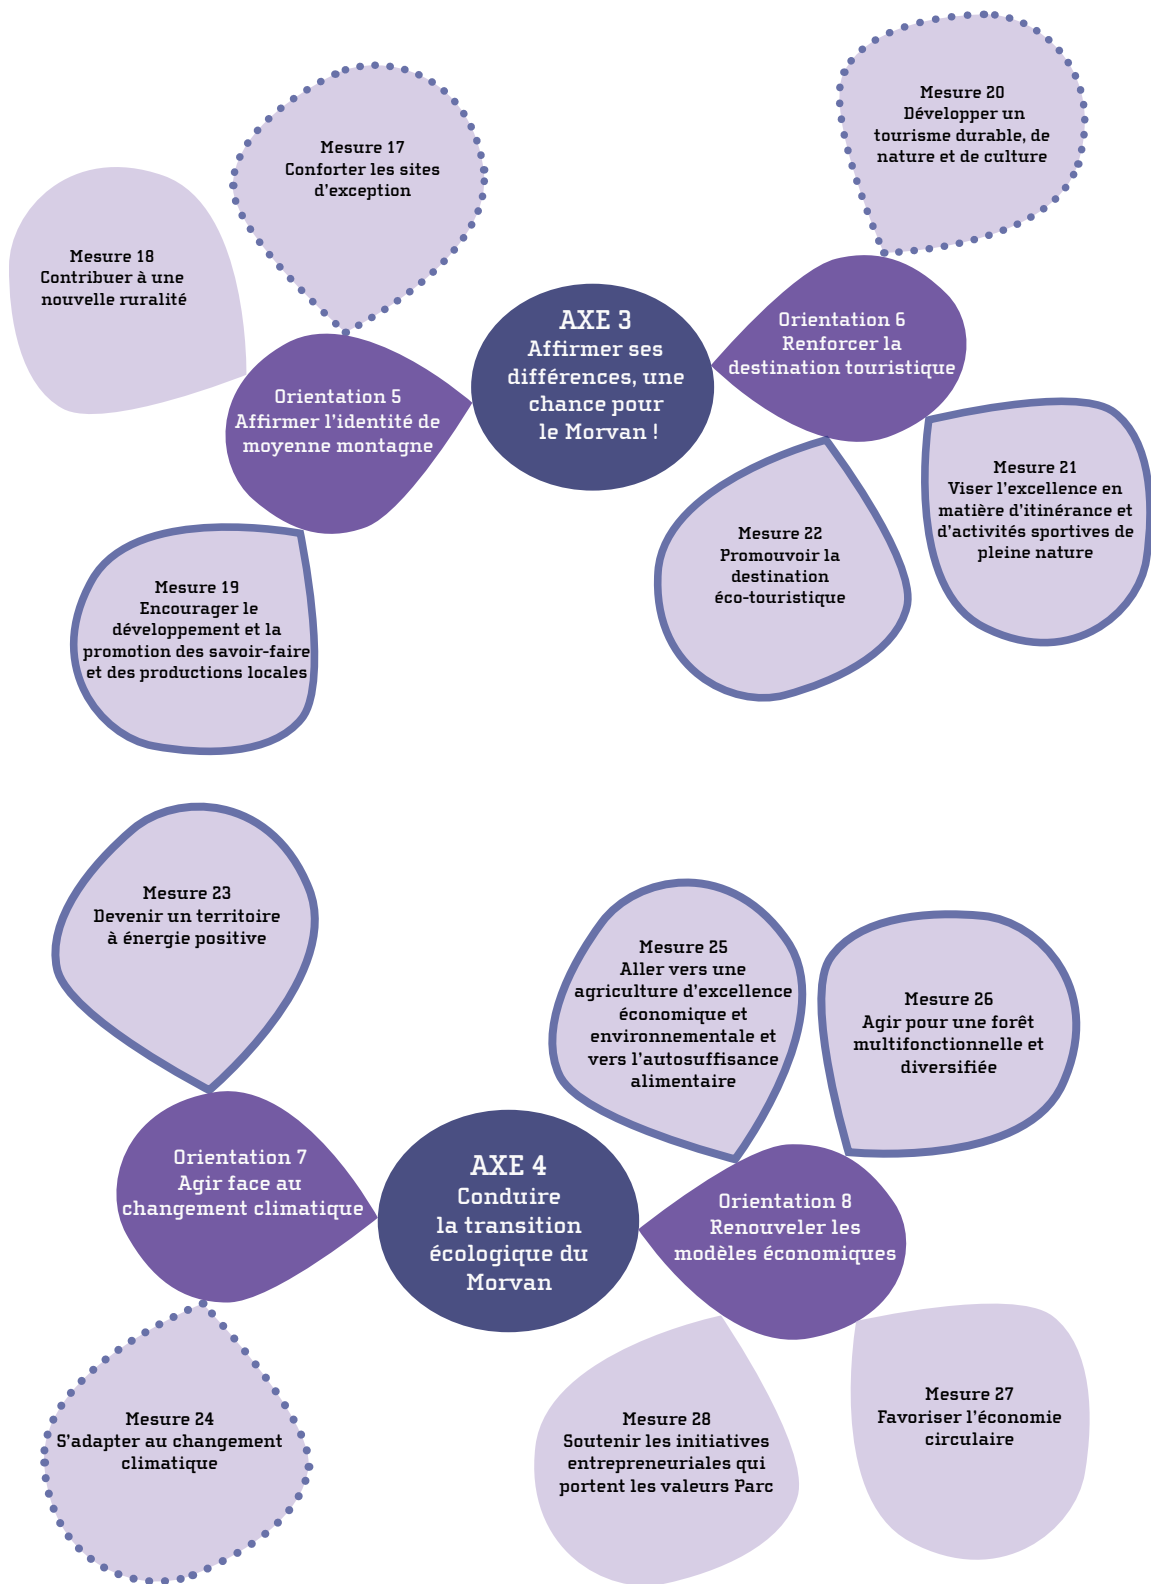 Mesure 17
Conforter les sites
d'exception
Mesure 18
Contribuer à une
nouvelle ruralité
Orientation 5
Affirmer l'identité de
moyenne montagne
Mesure 19
Encourager le
développement et la
promotion des savoir-faire
et des productions locales
AXE 3
Affirmer ses
différences, une
chance pour
le Morvan !
Mesure 20
Développer un
tourisme durable, de
nature et de culture
Orientation 6
Renforcer la
destination touristique
Mesure 21
Viser l'excellence en
matière d'itinérance et
d'activités sportives de
pleine nature
Mesure 22
Promouvoir la
destination
éco-touristique
Mesure 23
Devenir un territoire
à énergie positive
Orientation 7
Agir face au
changement climatique
Mesure 24
S'adapter au changement
climatique
AXE 4
Conduire
la transition
écologique du
Morvan
Mesure 25
Aller vers une
agriculture d'excellence
économique et
environnementale et
vers l'autosuffisance
alimentaire
Mesure 26
Agir pour une forêt
multifonctionnelle et
diversifiée
Orientation 8
Renouveler les
modèles économiques
Mesure 27
Favoriser l'économie
circulaire
Mesure 28
Soutenir les initiatives
entrepreneuriales qui
portent les valeurs Parc